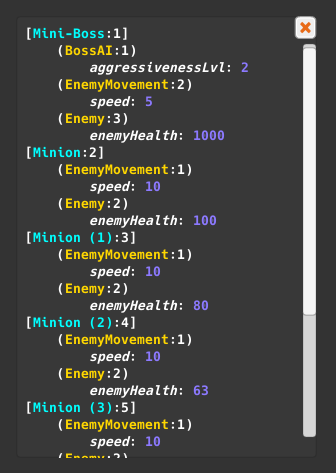 [Mini-Boss:1]
(BossAI:1)
aggressivenessLvl: 2
(EnemyMovement:2)
speed: 5
(Enemy:3)
enemyHealth: 1000
[Minion:2]
(EnemyMovement:1)
speed: 10
(Enemy:2)
enemyHealth: 100
[Minion (1):3]
(EnemyMovement:1)
speed: 10
(Enemy:2)
enemyHealth: 80
[Minion (2):4]
(EnemyMovement:1)
speed: 10
(Enemy:2)
enemyHealth: 63
[Minion (3):5]
(EnemyMovement:1)
speed: 10
(Enemy:2)